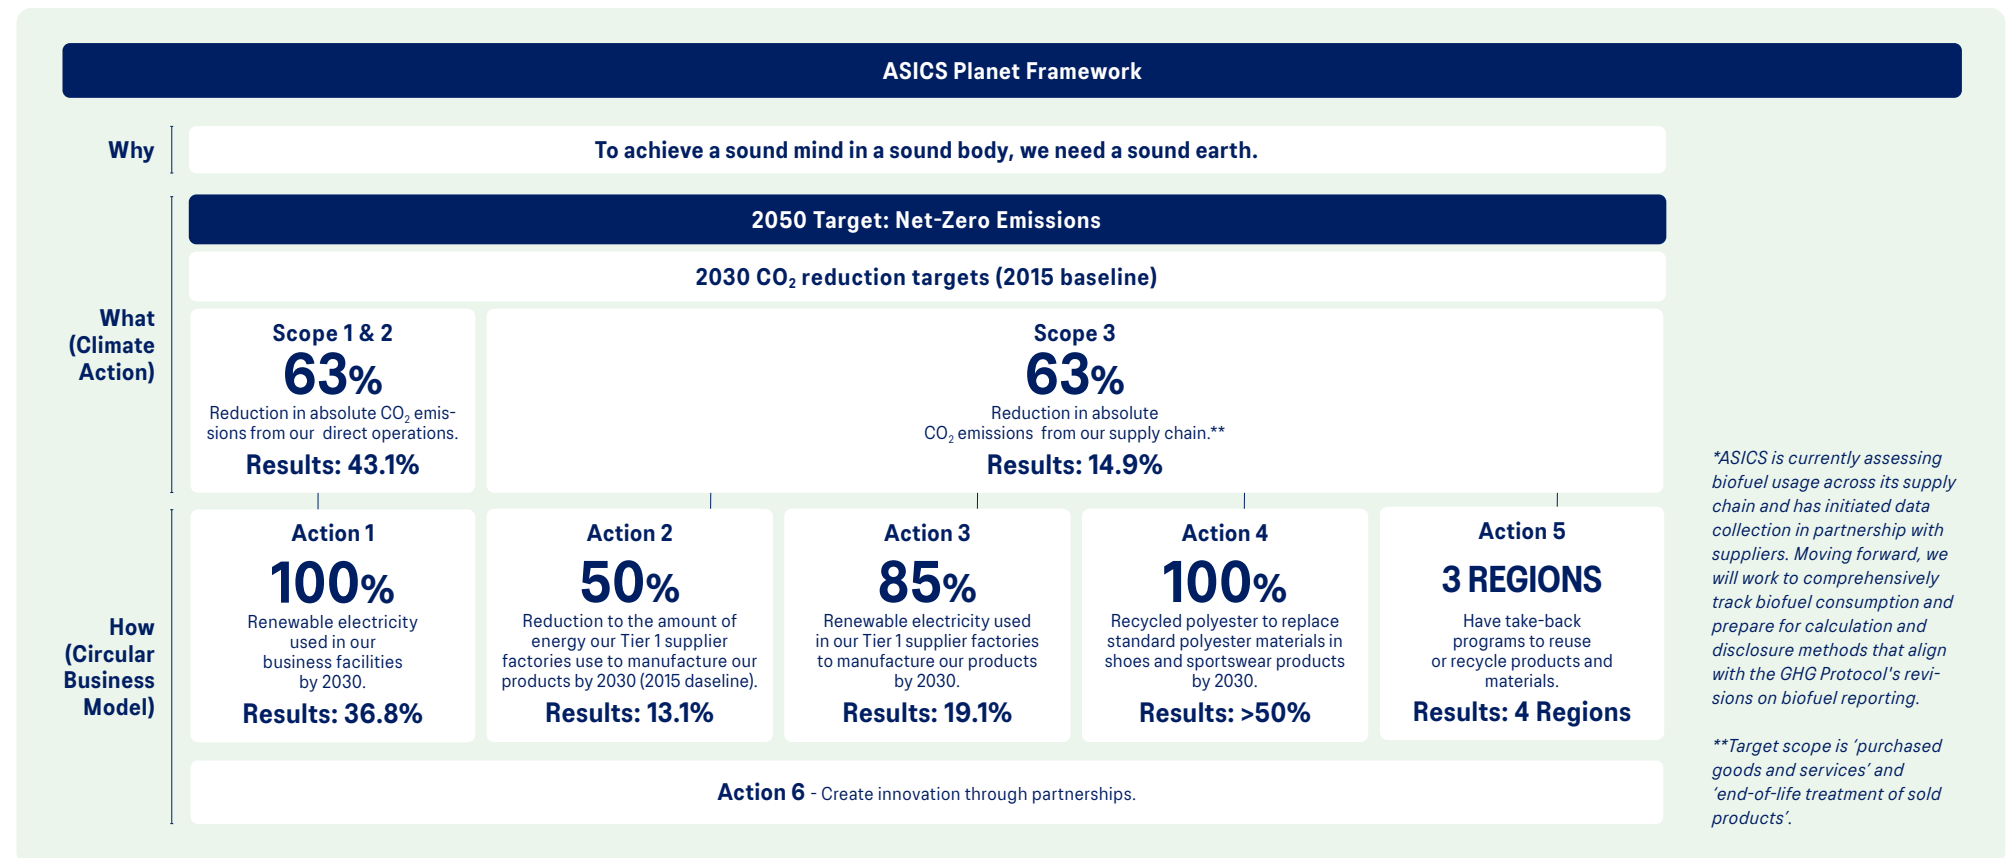 ASICS Planet Framework
Why
To achieve a sound mind in a sound body, we need a sound earth.
What
(Climate
Action)
2050 Target: Net-Zero Emissions
2030 CO₂ reduction targets (2015 baseline)
Scope 1 & 2
63%
Reduction in absolute CO₂ emis-
sions from our direct operations.
Results: 43.1%
Scope 3
63%
Reduction in absolute
CO₂ emissions from our supply chain.**
Results: 14.9%
How
(Circular
Business
Model)
Action 1
100%
Renewable electricity
used in our
business facilities
by 2030.
Results: 36.8%
Action 2
50%
Reduction to the amount of
energy our Tier 1 supplier
factories use to manufacture our
products by 2030 (2015 daseline).
Results: 13.1%
Action 3
85%
Renewable electricity used
in our Tier 1 supplier factories
to manufacture our products
by 2030.
Results: 19.1%
Action 4
100%
Recycled polyester to replace
standard polyester materials in
shoes and sportswear products
by 2030.
Results: >50%
Action 5
3 REGIONS
Have take-back
programs to reuse
or recycle products and
materials.
Results: 4 Regions
Action 6 - Create innovation through partnerships.
*ASICS is currently assessing
biofuel usage across its supply
chain and has initiated data
collection in partnership with
suppliers. Moving forward, we
will work to comprehensively
track biofuel consumption and
prepare for calculation and
disclosure methods that align
with the GHG Protocol's revi-
sions on biofuel reporting.
**Target scope is ‘purchased
goods and services’ and
‘end-of-life treatment of sold
products’.